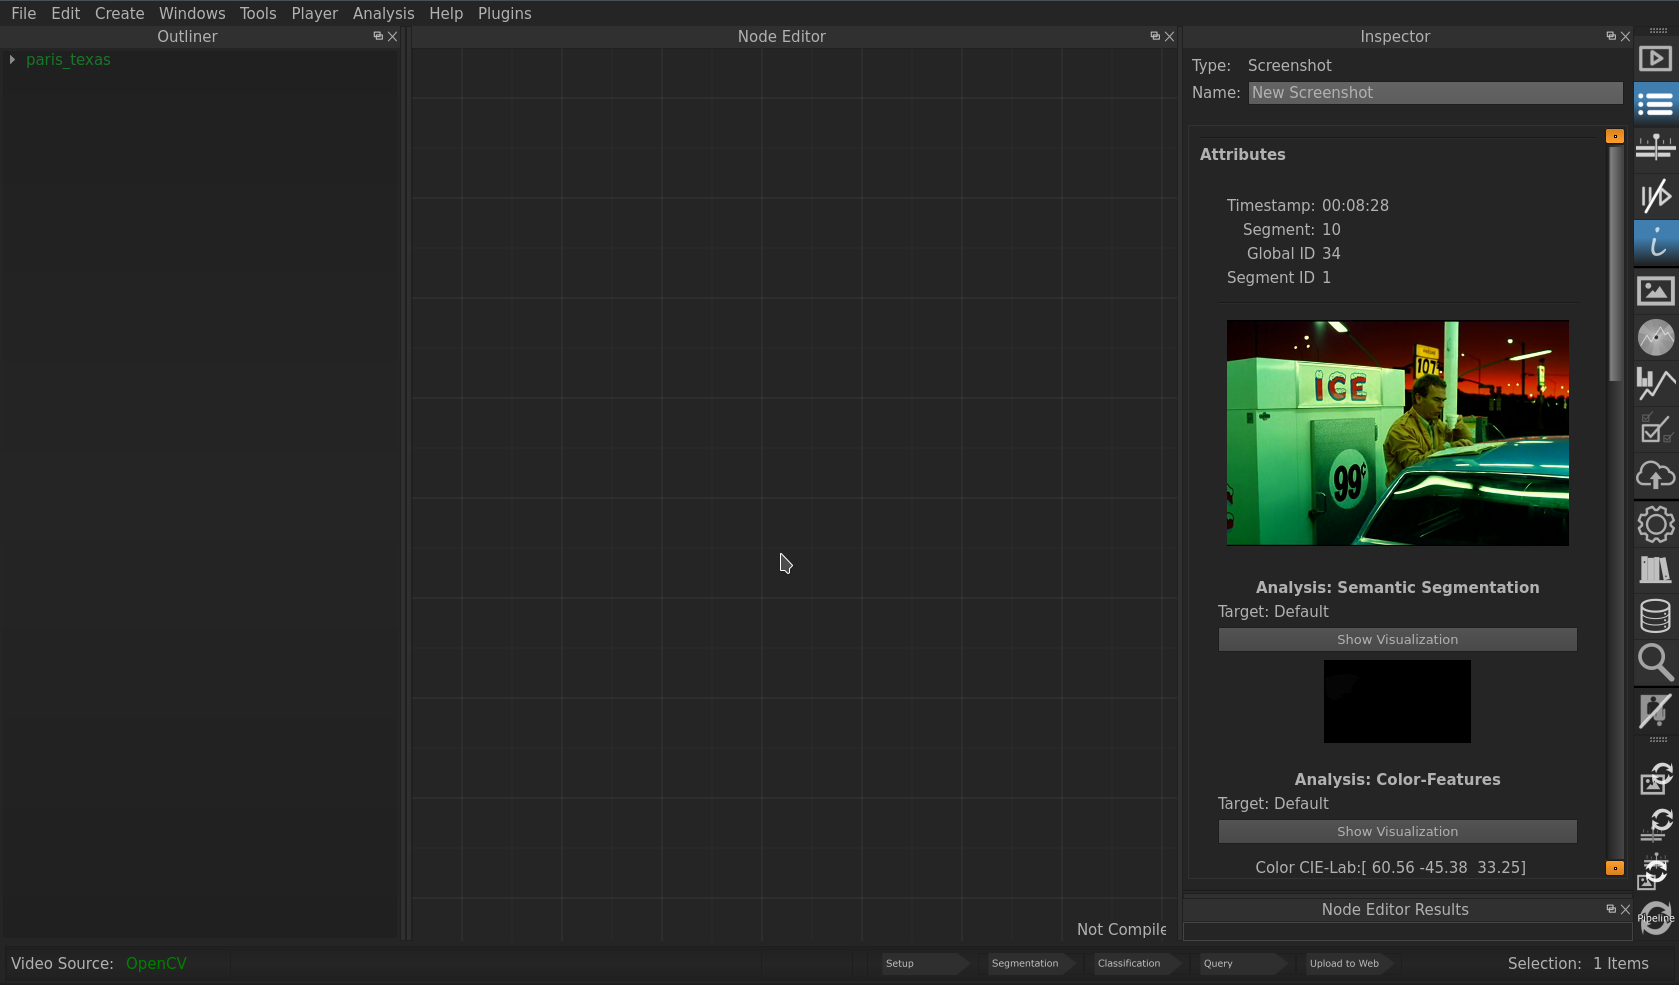 File Edit Create Windows Tools Player Analysis Help Plugins
Outliner
paris_texas
Node Editor
Not Compile
Inspector
Type: Screenshot
Name: New Screenshot
Attributes
Timestamp: 00:08:28
Segment: 10
Global ID 34
Segment ID 1
107
ICE
99¢
Analysis: Semantic Segmentation
Target: Default
Show Visualization
Analysis: Color-Features
Target: Default
Show Visualization
Color CIE-Lab:[ 60.56 -45.38 33.25]
Node Editor Results
Pipeline
Video Source: OpenCV
Setup
Segmentation
Classification
Query
Upload to Web
Selection: 1 Items